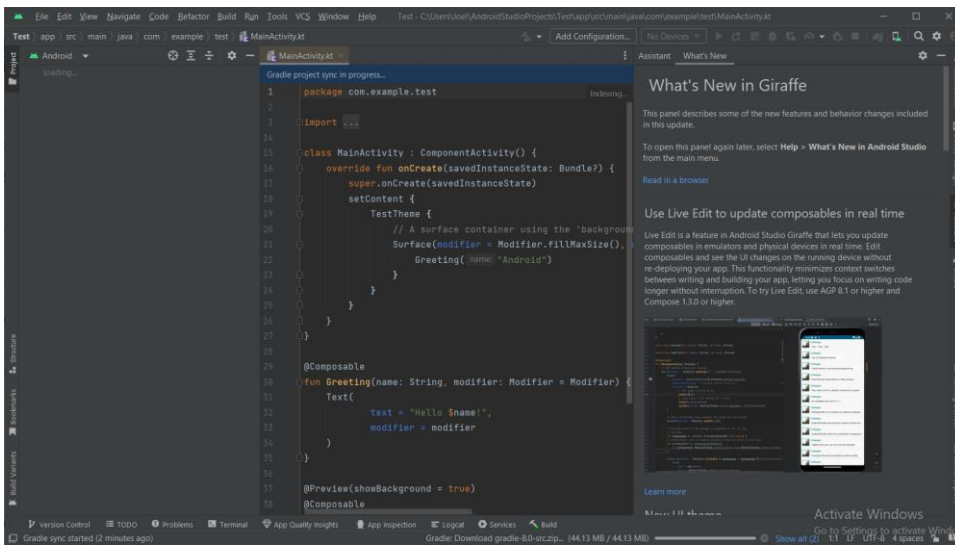 File Edit View Navigate Code Refactor Build Run Tools VCS Window Help Test - C:\Users\Joel\AndroidStudioProjects\Test\app\src\main\java\com\example\test\MainActivity.kt
Test app src main java com example test MainActivity.kt Add Configuration... No Devices
Project
Android
loading...
MainActivity.kt
Gradle project sync in progress...
Indexing...
1 package com.example.test
2
3 import ...
14
15 class MainActivity : ComponentActivity() {
16 override fun onCreate(savedInstanceState: Bundle?) {
17 super.onCreate(savedInstanceState)
18 setContent {
19 TestTheme {
20 // A surface container using the 'background
21 Surface(modifier = Modifier.fillMaxSize(),
22 Greeting( name: "Android")
23 }
24 }
25 }
26 }
27 }
28
29 @Composable
30 fun Greeting(name: String, modifier: Modifier = Modifier) {
31 Text(
32 text = "Hello $name!",
33 modifier = modifier
34 )
35 }
36
37 @Preview(showBackground = true)
38 @Composable
Assistant What's New
What's New in Giraffe
This panel describes some of the new features and behavior changes included
in this update.
To open this panel again later, select Help > What's New in Android Studio
from the main menu.
Read in a browser
Use Live Edit to update composables in real time
Live Edit is a feature in Android Studio Giraffe that lets you update
composables in emulators and physical devices in real time. Edit
composables and see the UI changes on the running device without
re-deploying your app. This functionality minimizes context switches
between writing and building your app, letting you focus on writing code
longer without interruption. To try Live Edit, use AGP 8.1 or higher and
Compose 1.3.0 or higher.
Learn more
New UI theme
Activate Windows
Go to Settings to activate Windo
Structure
Bookmarks
Build Variants
Version Control TODO Problems Terminal App Quality Insights App Inspection Logcat Services Build
Gradle sync started (2 minutes ago) Gradle: Download gradle-8.0-src.zip... (44.13 MB / 44.13 MB) Show all (2) 1:1 LF UTF-8 4 spaces